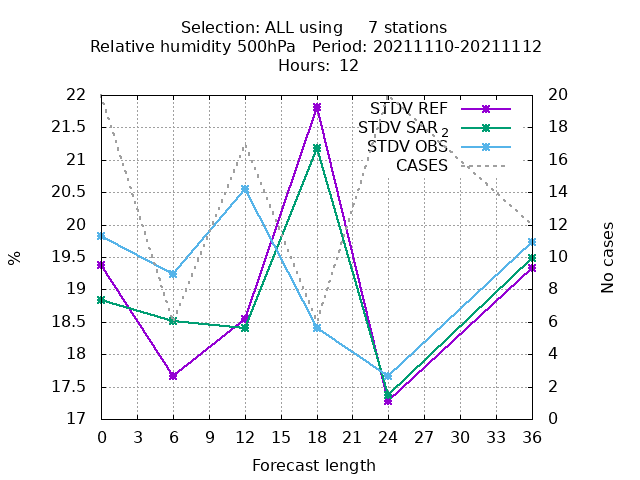 Selection: ALL using 7 stations
Relative humidity 500hPa Period: 20211110-20211112
Hours: 12
22 20
21.5 18
21 16
20.5 14
20 12
19.5 10
19 8
18.5 6
18 4
17.5 2
17 0
STDV REF
STDV SAR 2
STDV OBS
CASES
%
No cases
0 3 6 9 12 15 18 21 24 27 30 33 36
Forecast length